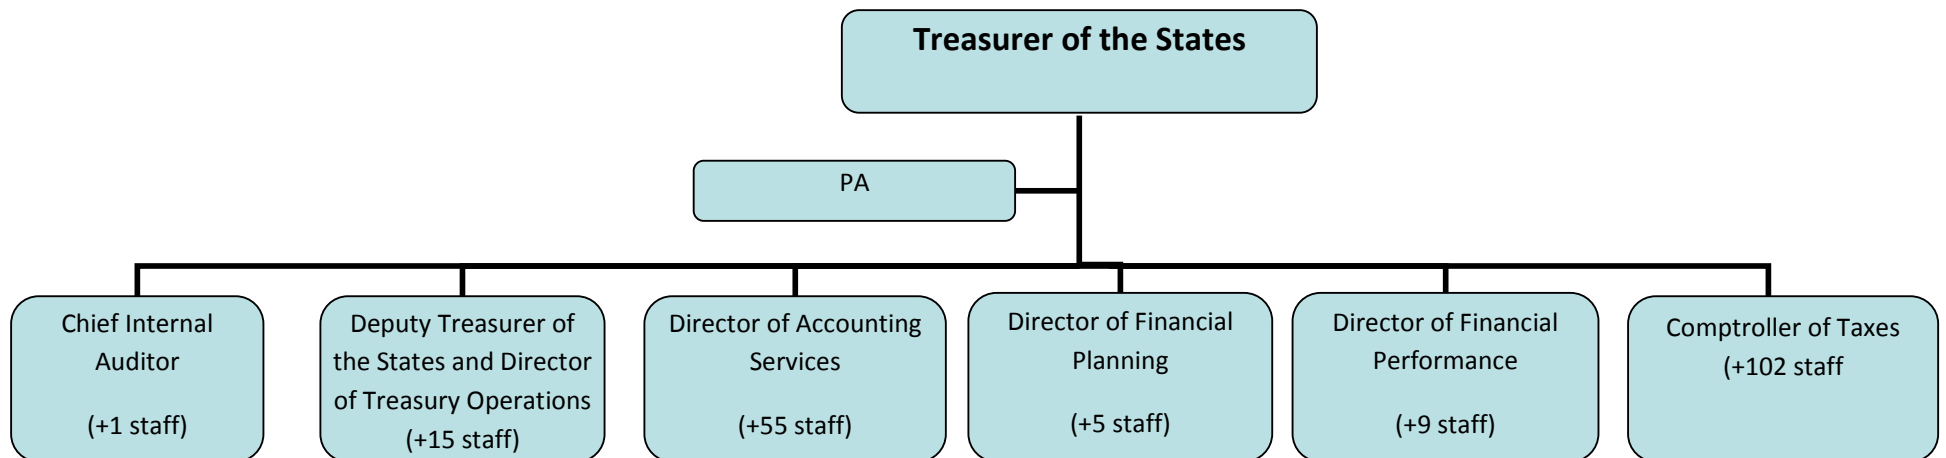 Treasurer of the States
PA
Chief Internal
Auditor
(+1 staff)
Deputy Treasurer of
the States and Director
of Treasury Operations
(+15 staff)
Director of Accounting
Services
(+55 staff)
Director of Financial
Planning
(+5 staff)
Director of Financial
Performance
(+9 staff)
Comptroller of Taxes
(+102 staff